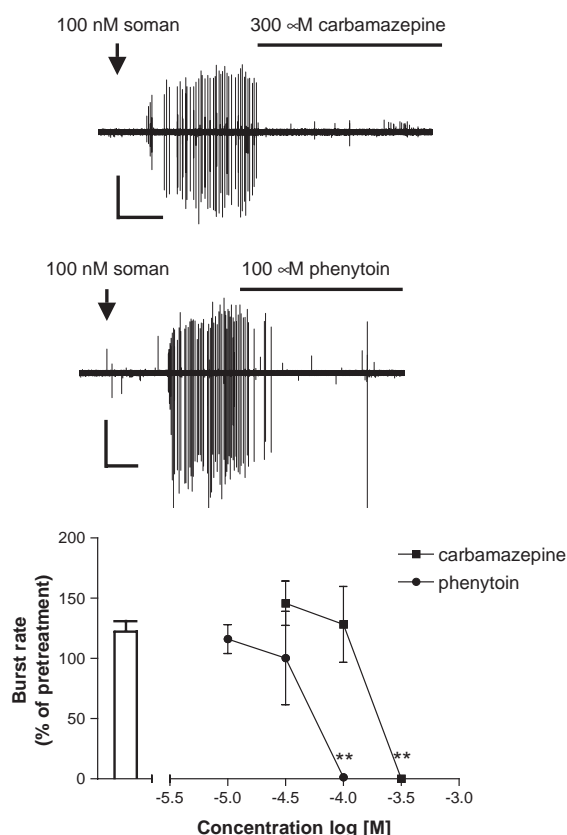 100 nM soman 300 ∝M carbamazepine
100 nM soman 100 ∝M phenytoin
200
150
100
50
0
Burst rate
(% of pretreatment)
carbamazepine
phenytoin
** **
-5.5 -5.0 -4.5 -4.0 -3.5 -3.0
Concentration log [M]